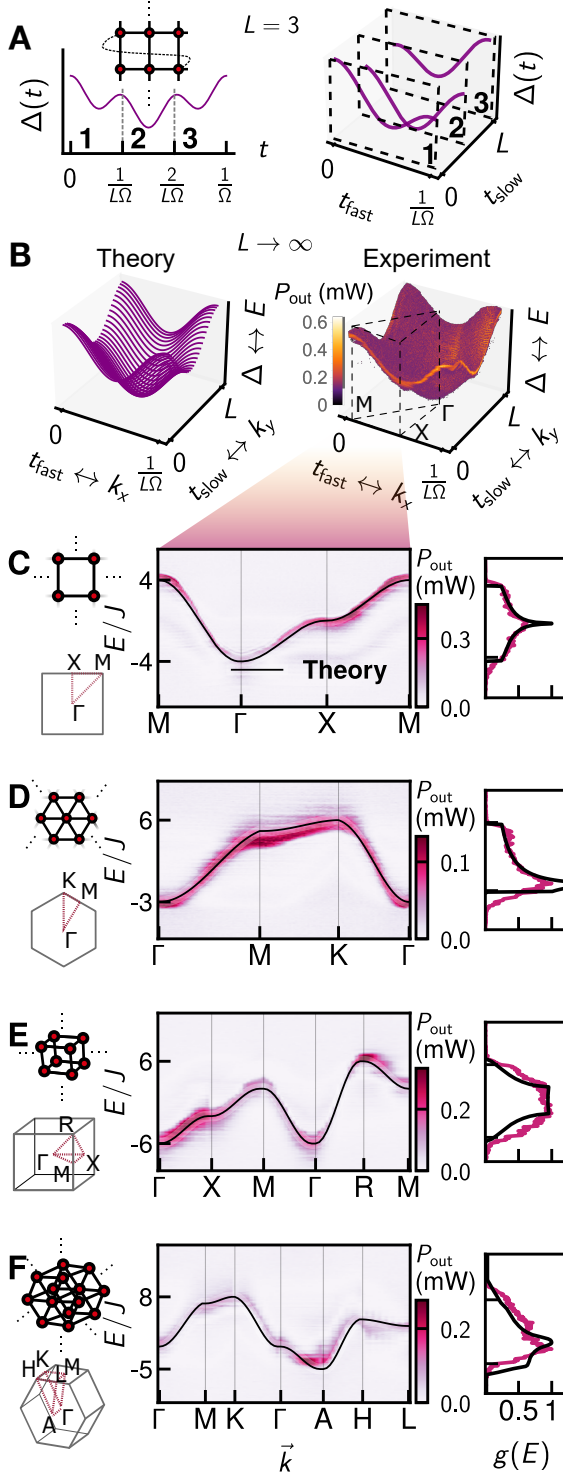 A
L = 3
Δ(t)
1 2 3
t
0 1/LΩ 2/LΩ 1/Ω
1 2 3
Δ(t)
0 1/LΩ
t_fast
0 L
t_slow
B
L → ∞
Theory
Experiment
Δ ↔ E
0 1/LΩ
t_fast ↔ k_x
0 L
t_slow ↔ k_y
P_out (mW)
0.6
0.4
0.2
0
M X Γ
Δ ↔ E
0 1/LΩ
t_fast ↔ k_x
0 L
t_slow ↔ k_y
C
X M
Γ
E/J
4
-4
Theory
M Γ X M
P_out
(mW)
0.3
0.0
D
K M
Γ
E/J
6
-3
Γ M K Γ
P_out
(mW)
0.1
0.0
E
R
Γ X
M
E/J
6
-6
Γ X M Γ R M
P_out
(mW)
0.2
0.0
F
H K L M
A Γ
E/J
8
-5
Γ M K Γ A H L
k⃗
P_out
(mW)
0.2
0.0
0.5 1
g(E)